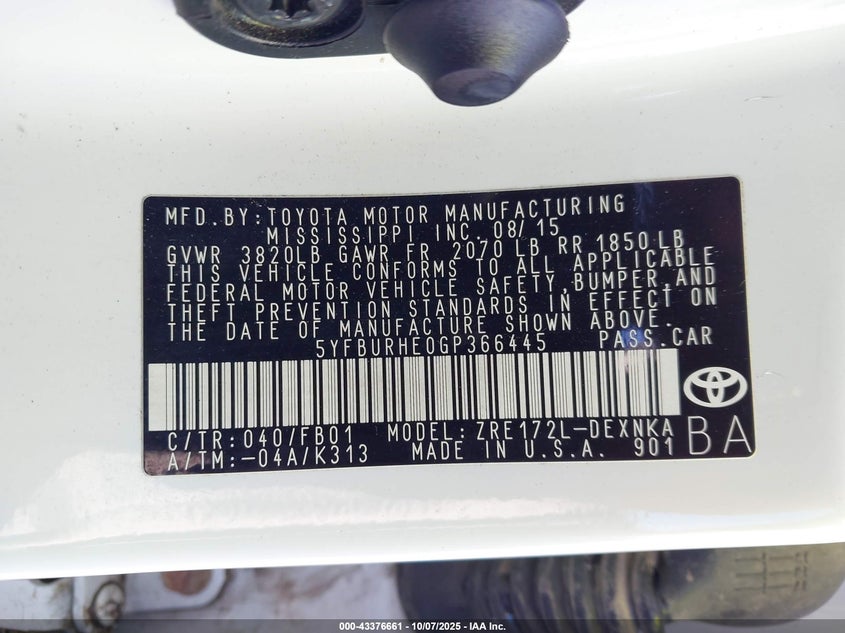 MFD.BY:TOYOTA MOTOR MANUFACTURING
MISSISSIPPI INC. 08/15
GVWR 3820LB GAWR FR 2070 LB RR 1850 LB
THIS VEHICLE CONFORMS TO ALL APPLICABLE
FEDERAL MOTOR VEHICLE SAFETY,BUMPER,AND
THEFT PREVENTION STANDARDS IN EFFECT ON
THE DATE OF MANUFACTURE SHOWN ABOVE.
5YFBURHE0GP366445 PASS.CAR
C/TR:040/FB01 MODEL:ZRE172L-DEXNKA
A/TM:-04A/K313 MADE IN U.S.A. 901
BA
000-43376661 - 10/07/2025 - IAA Inc.